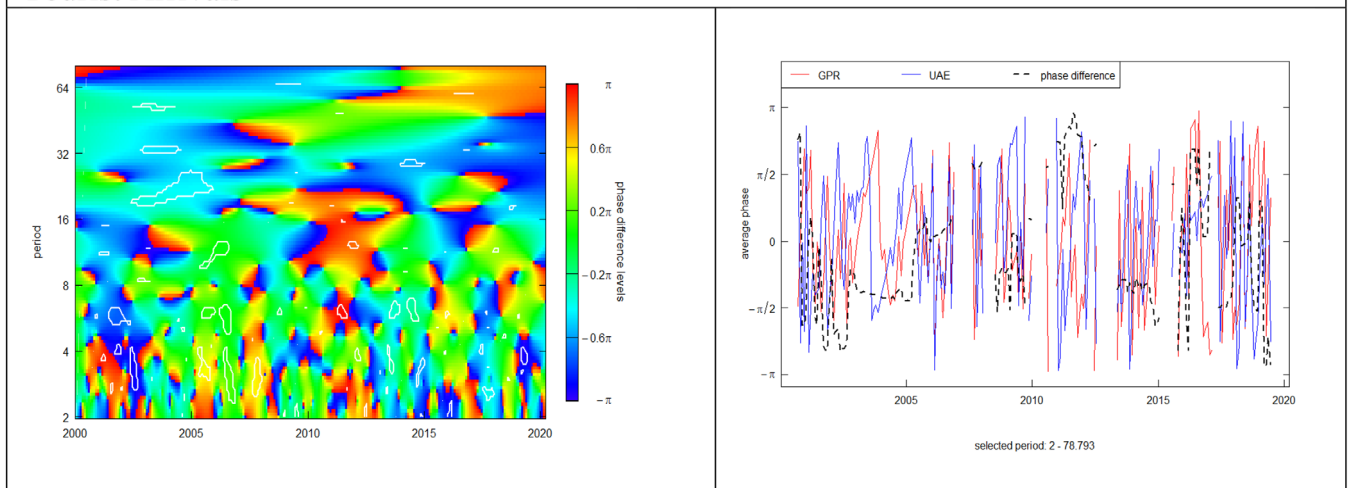 64
32
16
8
4
2
period
2000
2005
2010
2015
2020
π
0.6π
0.2π
−0.2π
−0.6π
−π
phase difference levels
GPR
UAE
phase difference
π
π/2
0
−π/2
−π
average phase
2005
2010
2015
2020
selected period: 2 - 78.793